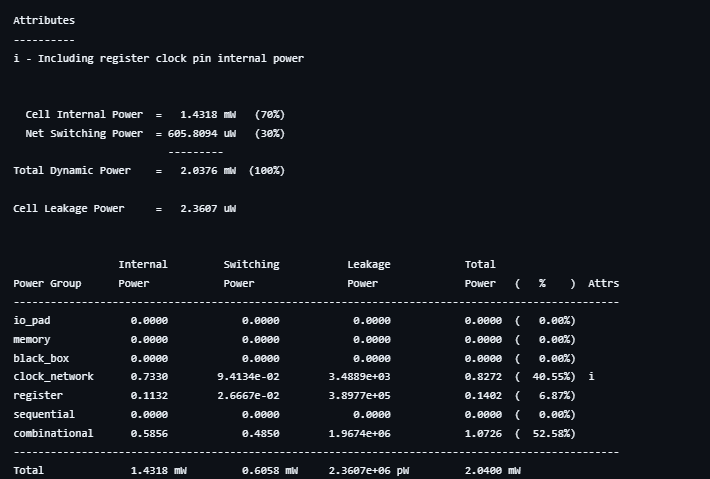 Attributes
----------
i - Including register clock pin internal power
Cell Internal Power  =   1.4318 mW   (70%)
Net Switching Power  = 605.8094 uW   (30%)
---------
Total Dynamic Power    =   2.0376 mW  (100%)
Cell Leakage Power     =   2.3607 uW
Internal         Switching           Leakage            Total
Power Group      Power            Power               Power              Power   (   %    )  Attrs
--------------------------------------------------------------------------------------------------
io_pad             0.0000            0.0000            0.0000            0.0000  (   0.00%)
memory             0.0000            0.0000            0.0000            0.0000  (   0.00%)
black_box          0.0000            0.0000            0.0000            0.0000  (   0.00%)
clock_network      0.7330        9.4134e-02        3.4889e+03            0.8272  (  40.55%)  i
register           0.1132        2.6667e-02        3.8977e+05            0.1402  (   6.87%)
sequential         0.0000            0.0000            0.0000            0.0000  (   0.00%)
combinational      0.5856            0.4850        1.9674e+06            1.0726  (  52.58%)
--------------------------------------------------------------------------------------------------
Total              1.4318 mW         0.6058 mW     2.3607e+06 pW         2.0400 mW